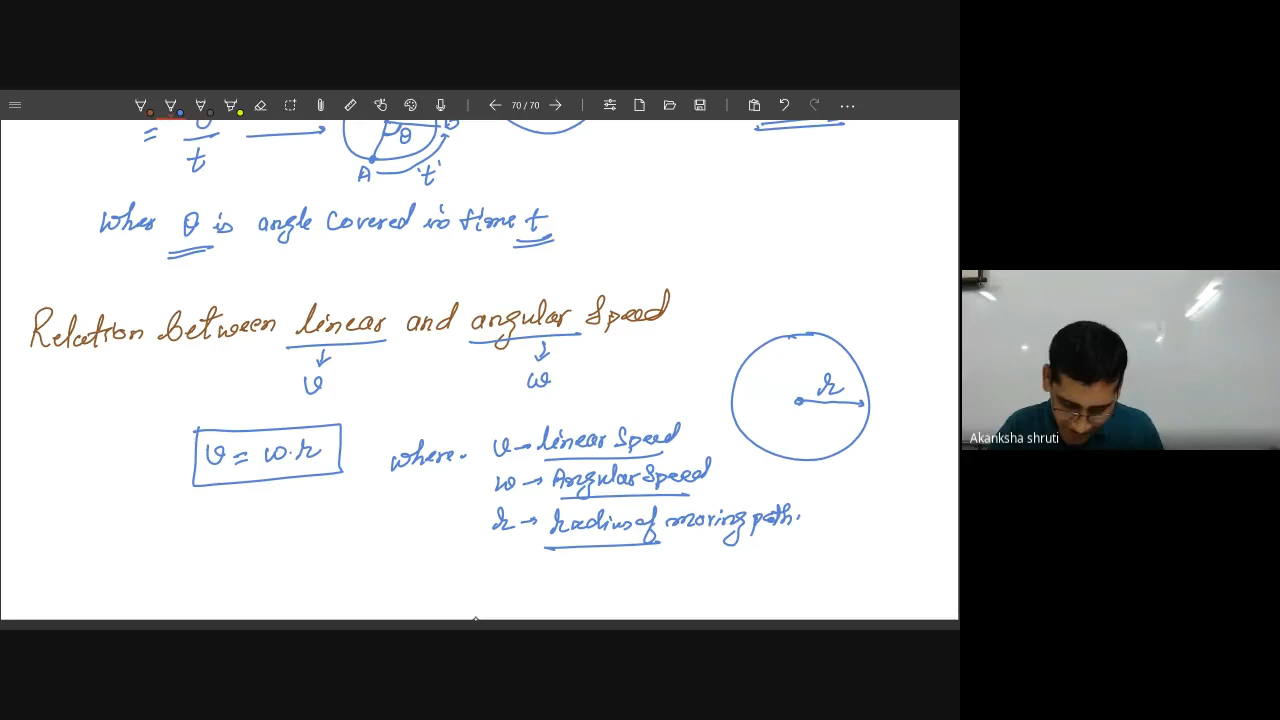 70/70
=
t
θ
A
't'
When θ is angle covered in time t
Relation between linear and angular Speed
v
ω
r
v = ω.r
where.
v → linear Speed
ω → Angular Speed
r → radius of moving path.
Akanksha shruti